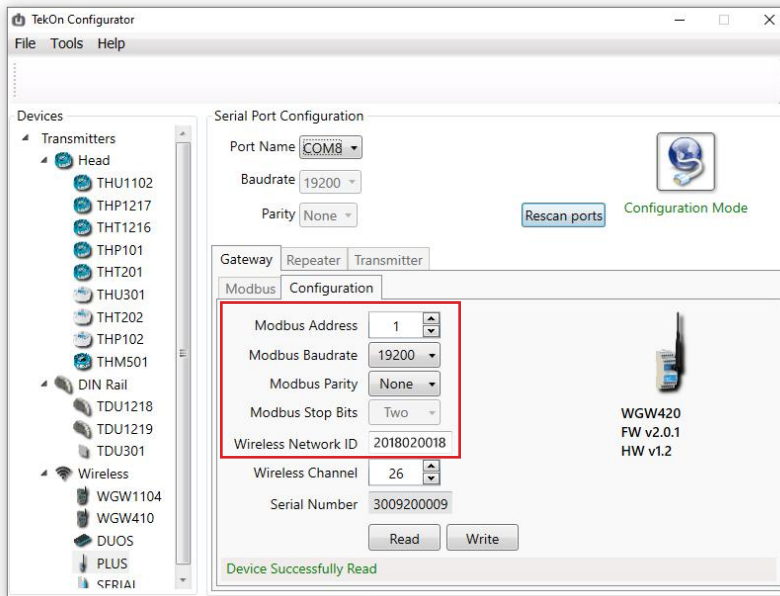 TekOn Configurator
File Tools Help
Devices
Transmitters
Head
THU1102
THP1217
THT1216
THP101
THT201
THU301
THT202
THP102
THM501
DIN Rail
TDU1218
TDU1219
TDU301
Wireless
WGW1104
WGW410
DUOS
PLUS
SERIAL
Serial Port Configuration
Port Name COM8
Baudrate 19200
Parity None
Rescan ports
Configuration Mode
Gateway Repeater Transmitter
Modbus Configuration
Modbus Address 1
Modbus Baudrate 19200
Modbus Parity None
Modbus Stop Bits Two
Wireless Network ID 2018020018
Wireless Channel 26
Serial Number 3009200009
Read Write
Device Successfully Read
WGW420
FW v2.0.1
HW v1.2